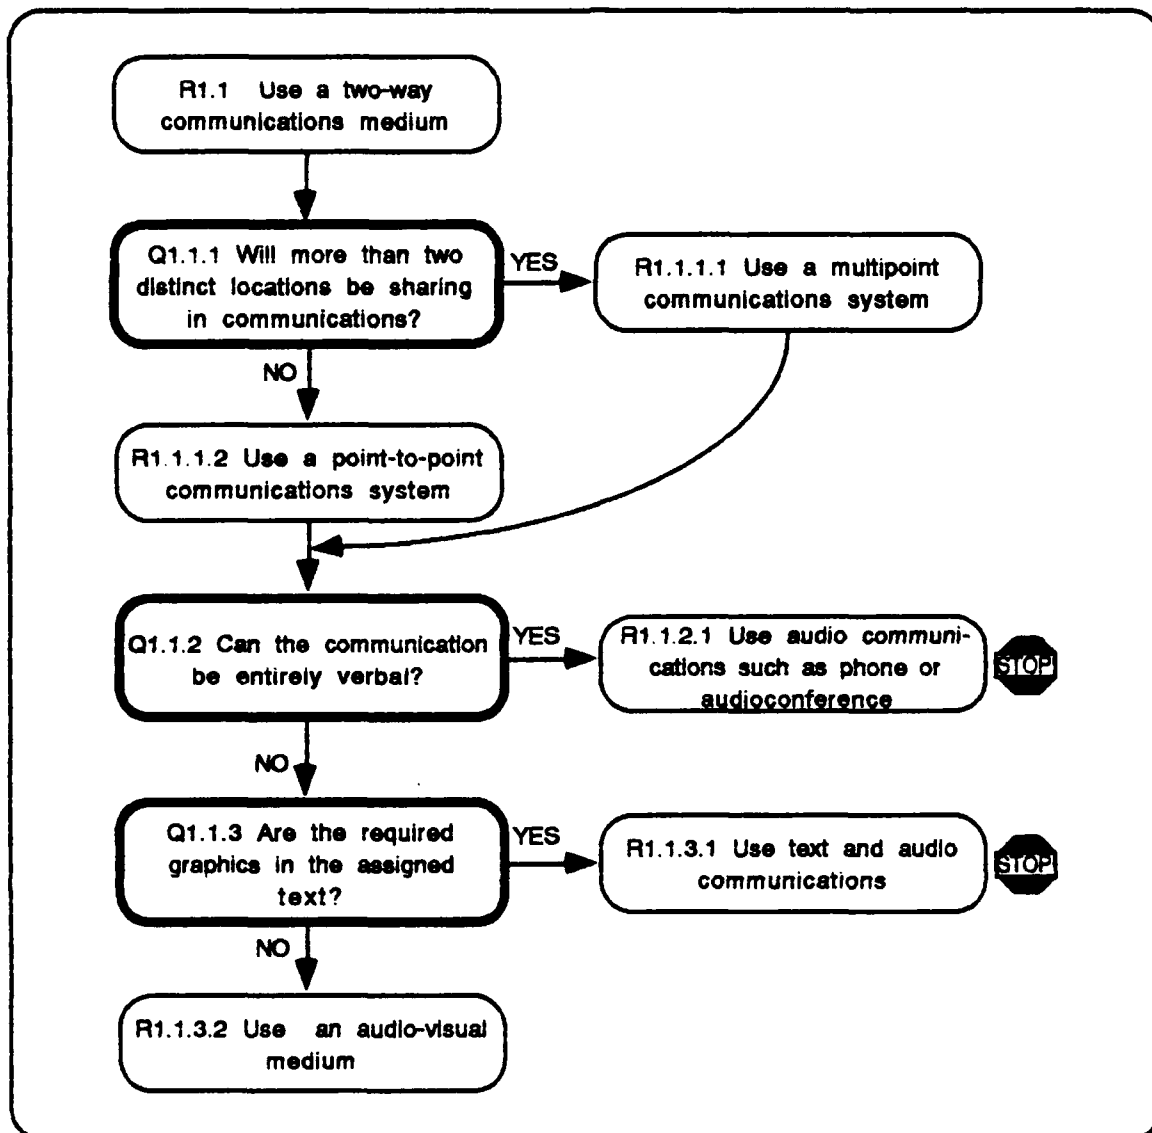 R1.1 Use a two-way
communications medium
Q1.1.1 Will more than two
distinct locations be sharing
in communications?
YES
R1.1.1.1 Use a multipoint
communications system
NO
R1.1.1.2 Use a point-to-point
communications system
Q1.1.2 Can the communication
be entirely verbal?
YES
R1.1.2.1 Use audio communi-
cations such as phone or
audioconference
STOP
NO
Q1.1.3 Are the required
graphics in the assigned
text?
YES
R1.1.3.1 Use text and audio
communications
STOP
NO
R1.1.3.2 Use an audio-visual
medium